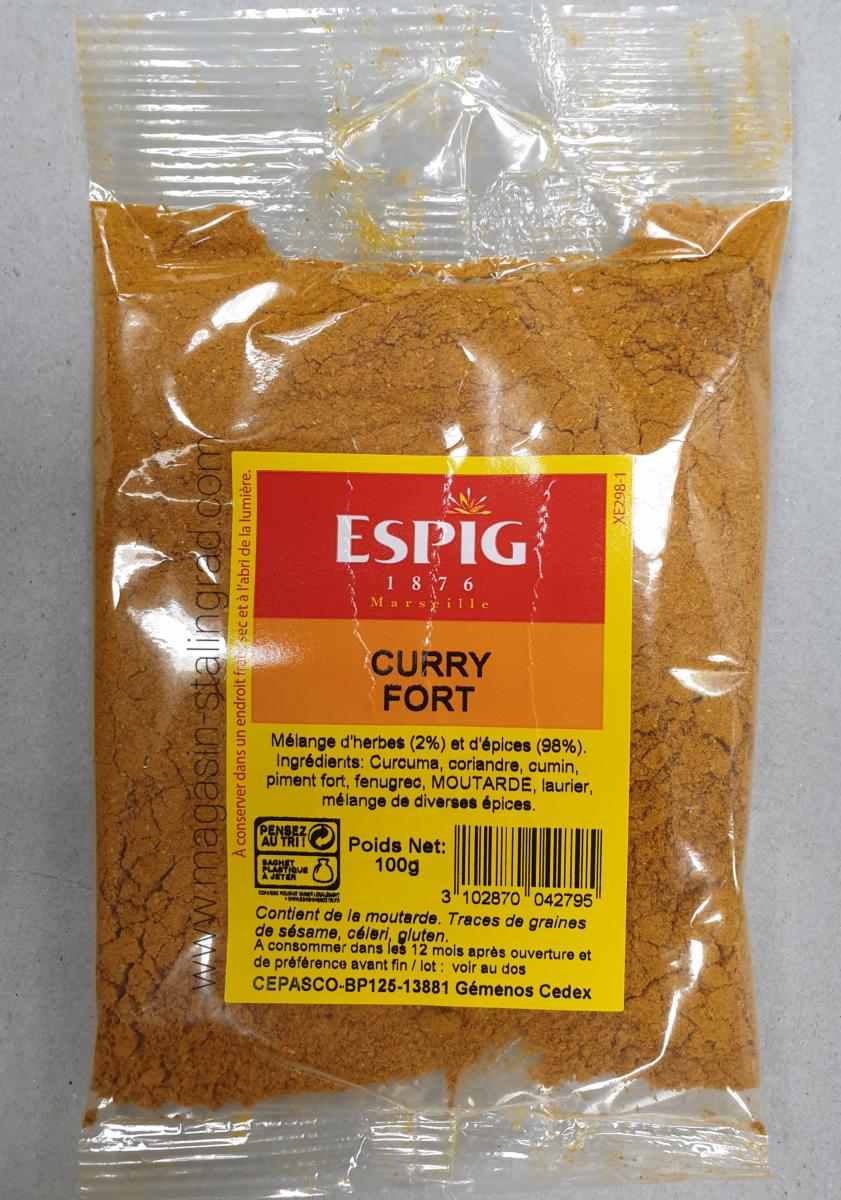 ESPIG
1876
Marseille
XE298-1
CURRY
FORT
Mélange d'herbes (2%) et d'épices (98%).
Ingrédients: Curcuma, coriandre, cumin,
piment fort, fenugrec, MOUTARDE, laurier,
mélange de diverses épices.
PENSEZ
AU TRI !
SACHET
PLASTIQUE
À JETER
Poids Net:
100g
3 102870 042795
Contient de la moutarde. Traces de graines
de sésame, céleri, gluten.
A consommer dans les 12 mois après ouverture et
de préférence avant fin / lot : voir au dos
CEPASCO-BP125-13881 Gémenos Cedex
À conserver dans un endroit frais, sec et à l'abri de la lumière.
www.magasin-stalingrad.com